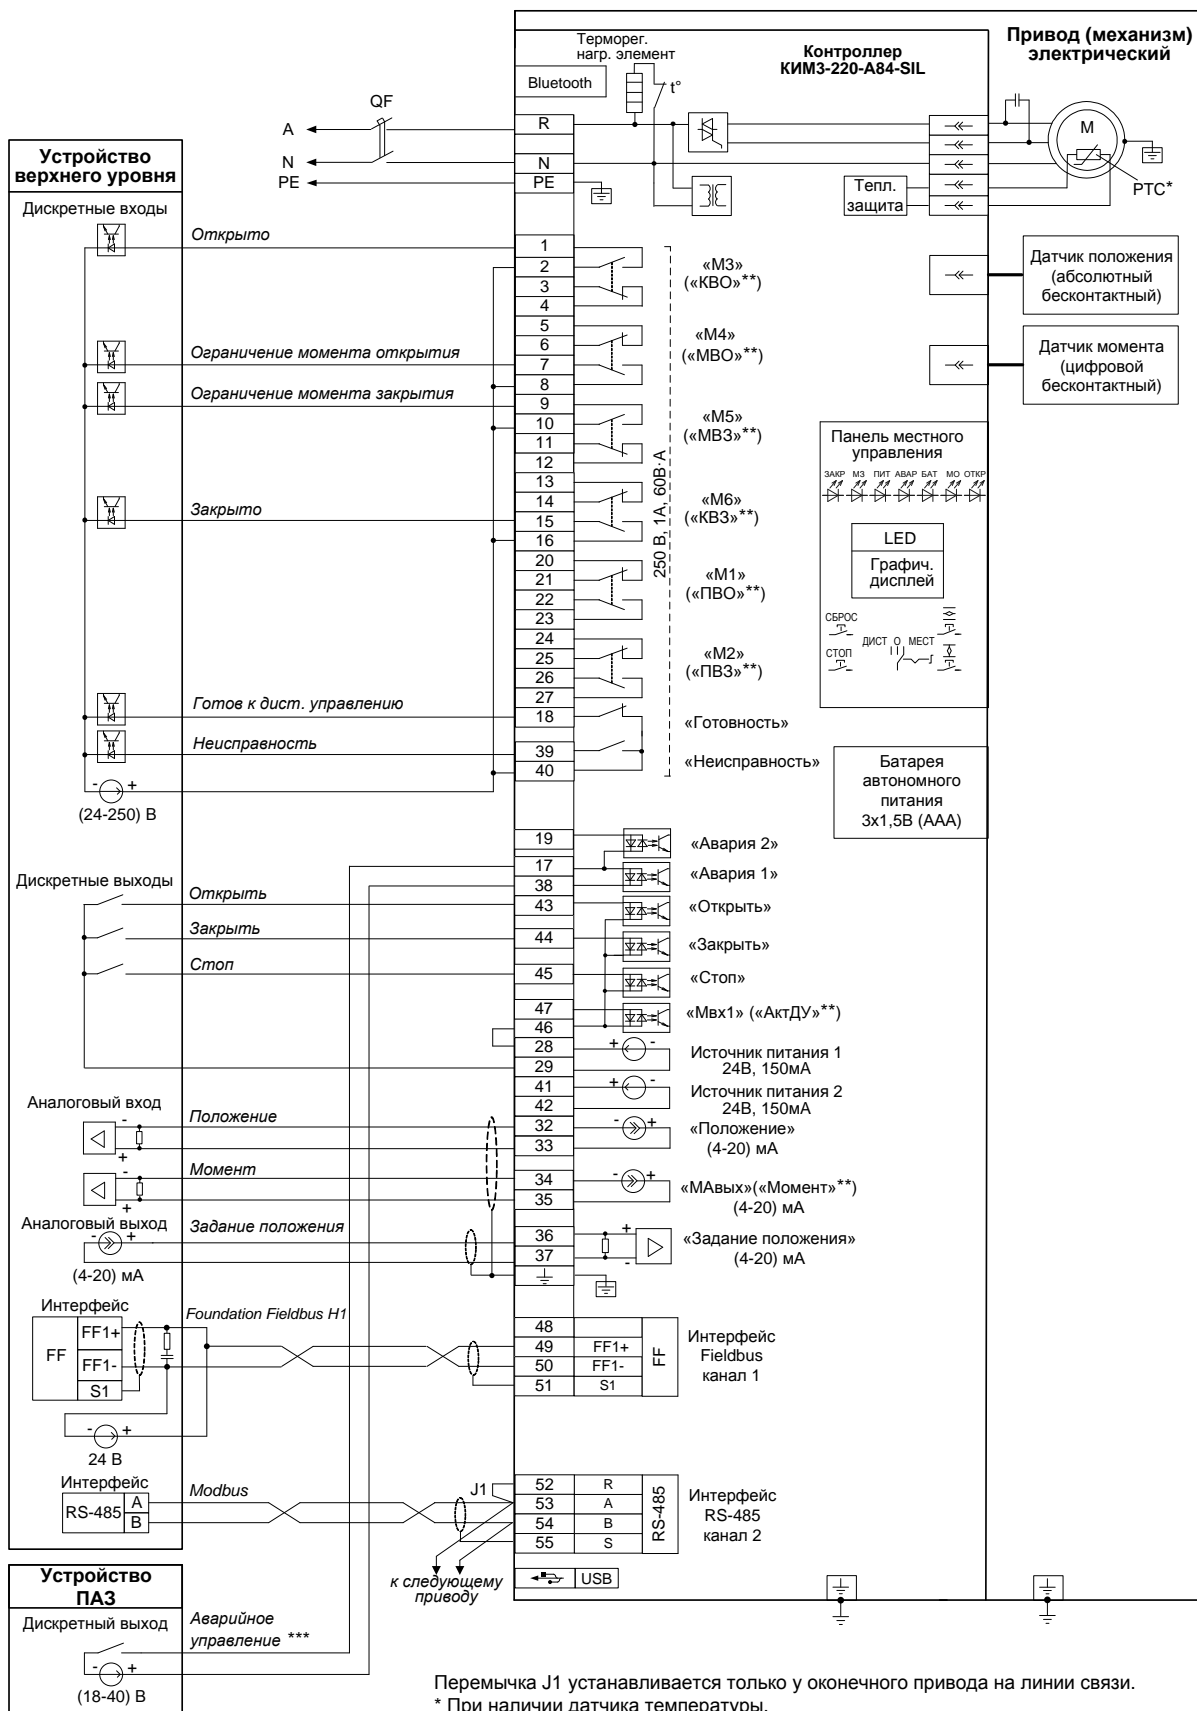 Привод (механизм)
электрический
Терморег.
нагр. элемент
Контроллер
КИМ3-220-A84-SIL
Bluetooth
t°
QF
A
R
N
N
PE
PE
M
PTC*
Тепл.
защита
Устройство
верхнего уровня
Дискретные входы
Открыто
1
2
3
4
«М3»
(«КВО»**)
Датчик положения
(абсолютный
бесконтактный)
5
6
7
8
«М4»
(«МВО»**)
Ограничение момента открытия
Датчик момента
(цифровой
бесконтактный)
Ограничение момента закрытия
9
10
11
12
«М5»
(«МВЗ»**)
250 В, 1А, 60В·А
Панель местного
управления
ЗАКР МЗ ПИТ АВАР БАТ МО ОТКР
13
14
15
16
«М6»
(«КВЗ»**)
Закрыто
LED
Графич.
дисплей
20
21
22
23
«М1»
(«ПВО»**)
СБРОС
СТОП
ДИСТ О МЕСТ
24
25
26
27
«М2»
(«ПВЗ»**)
Готов к дист. управлению
18
«Готовность»
Неисправность
39
40
«Неисправность»
Батарея
автономного
питания
3x1,5В (ААА)
- +
(24-250) В
19
«Авария 2»
17
38
«Авария 1»
Дискретные выходы
Открыть
43
«Открыть»
Закрыть
44
«Закрыть»
Стоп
45
«Стоп»
47
46
«Мвх1» («АктДУ»**)
28
29
+ -
Источник питания 1
24В, 150мА
41
42
+ -
Источник питания 2
24В, 150мА
Аналоговый вход
-
+
Положение
32
33
- +
«Положение»
(4-20) мА
-
+
Момент
34
35
- +
«МАвых»(«Момент»**)
(4-20) мА
Аналоговый выход
- +
(4-20) мА
Задание положения
36
37
+
-
«Задание положения»
(4-20) мА
Интерфейс
Foundation Fieldbus H1
FF
FF1+
FF1-
S1
48
49 FF1+
50 FF1-
51 S1
FF
Интерфейс
Fieldbus
канал 1
- +
24 В
Интерфейс
RS-485
A
B
Modbus
J1
52 R
53 A
54 B
55 S
RS-485
Интерфейс
RS-485
канал 2
к следующему
приводу
USB
Устройство
ПАЗ
Дискретный выход
Аварийное
управление ***
- +
(18-40) В
Перемычка J1 устанавливается только у оконечного привода на линии связи.
* При наличии датчика температуры.